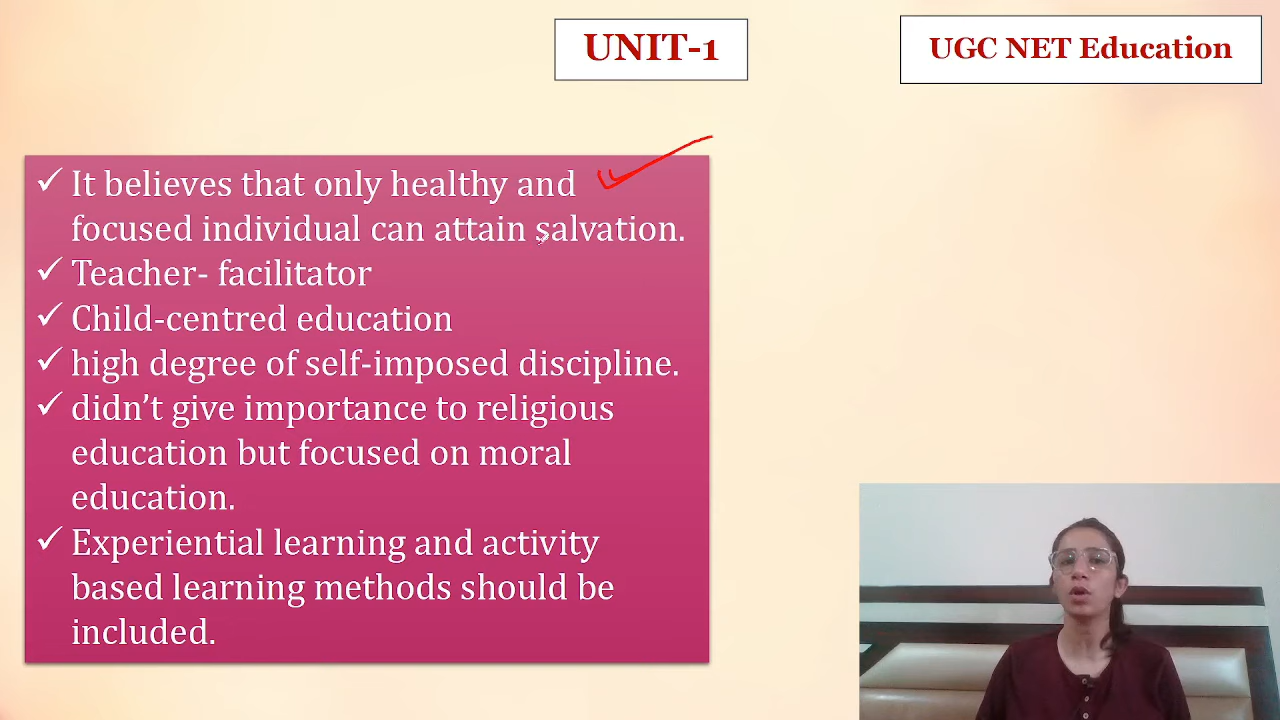 UNIT-1
UGC NET Education
✓ It believes that only healthy and
focused individual can attain salvation.
✓ Teacher- facilitator
✓ Child-centred education
✓ high degree of self-imposed discipline.
✓ didn’t give importance to religious
education but focused on moral
education.
✓ Experiential learning and activity
based learning methods should be
included.